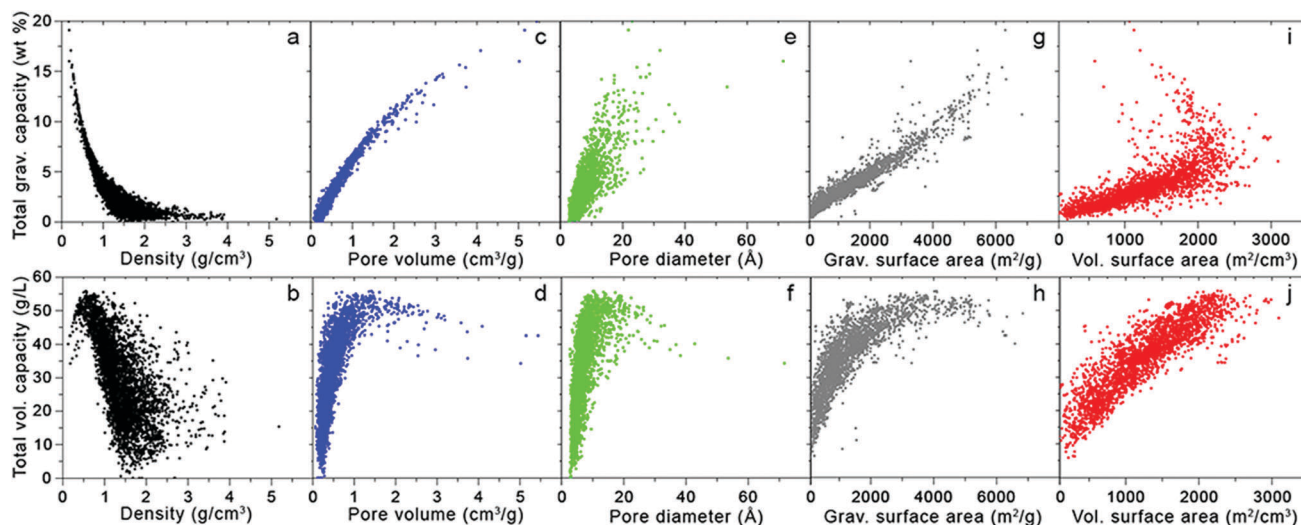 Total grav. capacity (wt %)
20
15
10
5
0
a
0 1 2 3 4 5
Density (g/cm³)
c
0 1 2 3 4 5
Pore volume (cm³/g)
e
0 20 40 60 80
Pore diameter (Å)
g
0 2000 4000 6000 8000
Grav. surface area (m²/g)
i
1000 2000 3000
Vol. surface area (m²/cm³)
Total vol. capacity (g/L)
60
50
40
30
20
10
0
b
0 1 2 3 4 5
Density (g/cm³)
d
0 1 2 3 4 5
Pore volume (cm³/g)
f
0 20 40 60 80
Pore diameter (Å)
h
0 2000 4000 6000 8000
Grav. surface area (m²/g)
j
1000 2000 3000
Vol. surface area (m²/cm³)